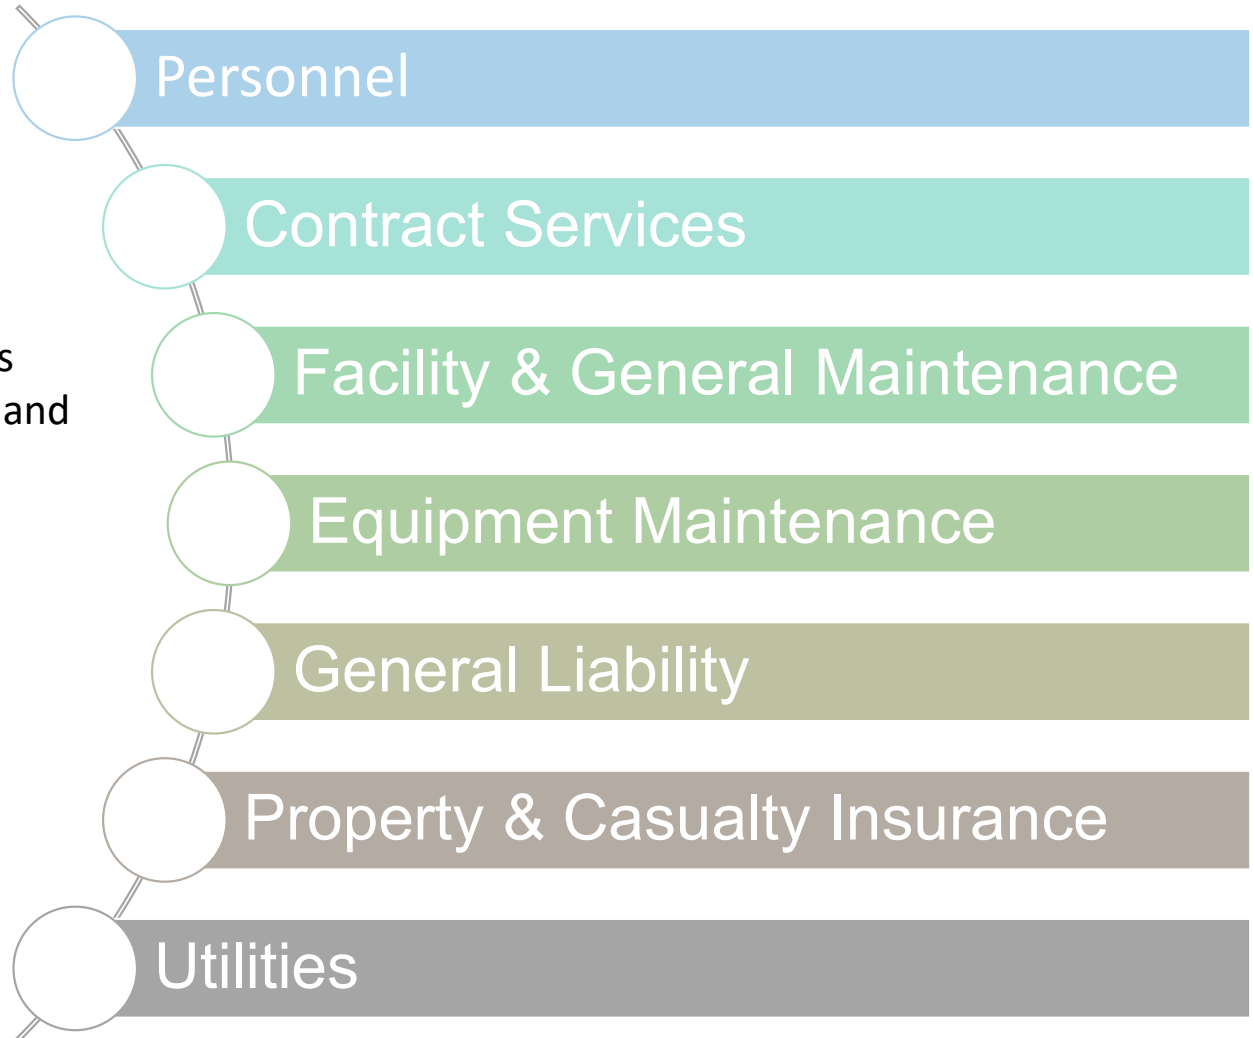 Personnel
Contract Services
s
and
Facility & General Maintenance
Equipment Maintenance
General Liability
Property & Casualty Insurance
Utilities